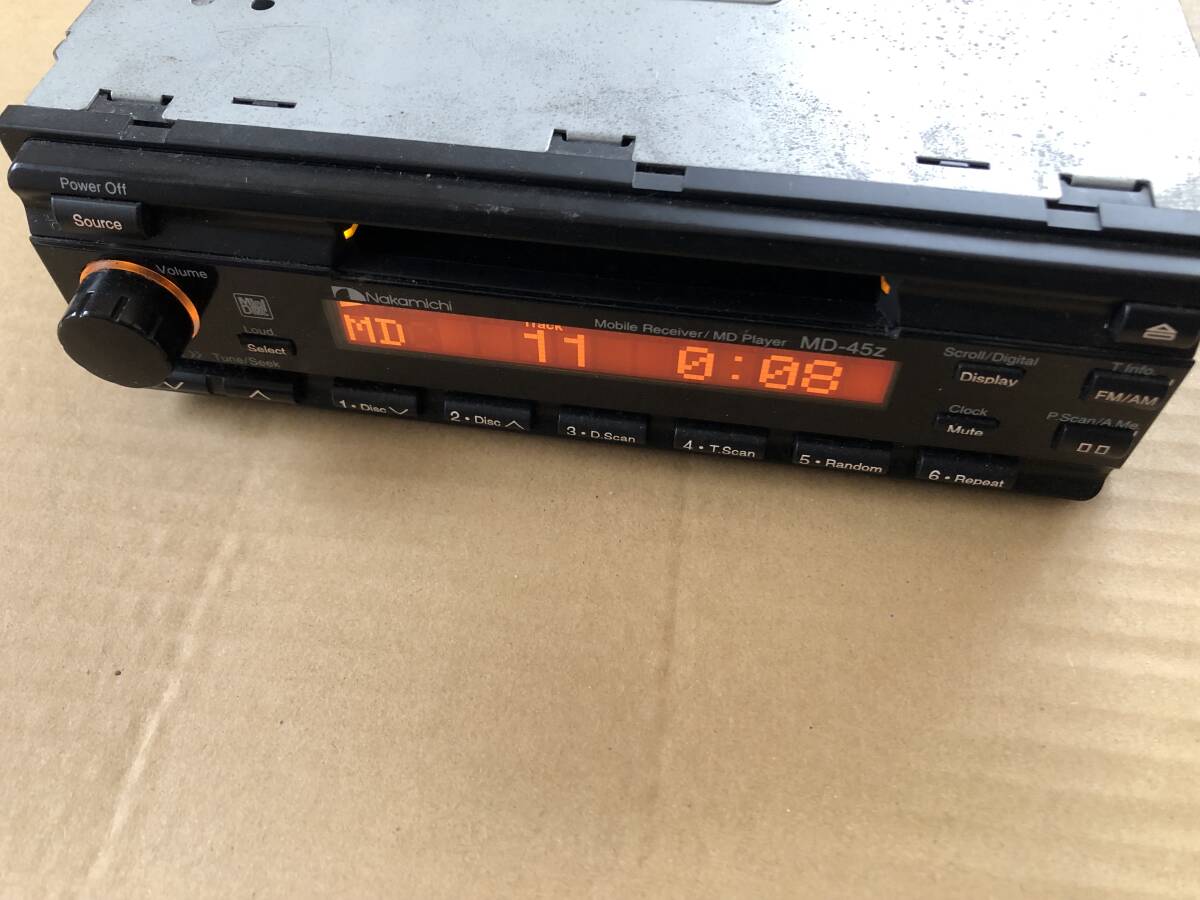 Power Off
Source
Volume
Mini Disc
Loud
Select
Tune/Seek
Nakamichi
Mobile Receiver/ MD Player MD-45z
MD Track 11 0:08
Scroll/Digital
Display
Clock
Mute
T.Info.
FM/AM
P.Scan/A.Me.
1 • Disc
2 • Disc
3 • D.Scan
4 • T.Scan
5 • Random
6 • Repeat